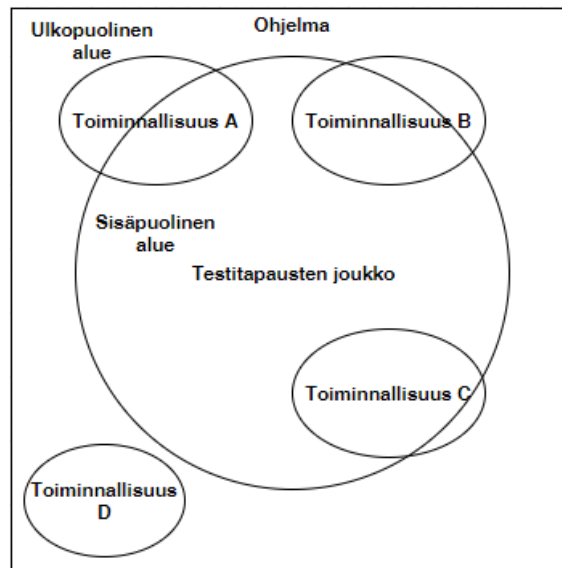 Ulkopuolinen
alue
Ohjelma
Toiminnallisuus A
Toiminnallisuus B
Sisäpuolinen
alue
Testitapausten joukko
Toiminnallisuus C
Toiminnallisuus
D